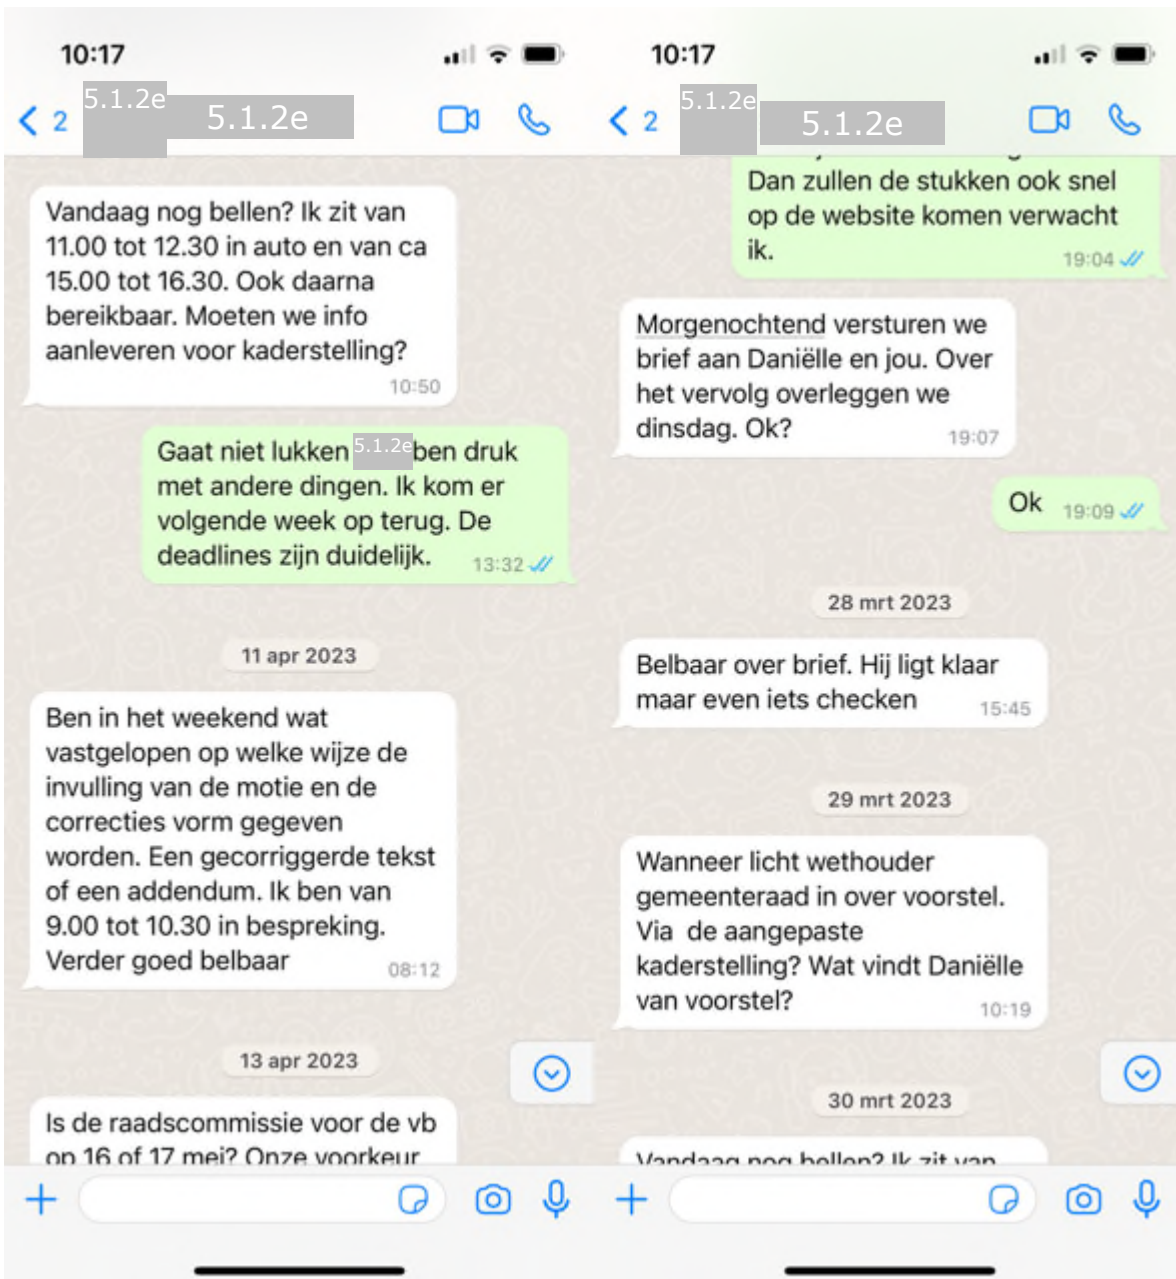 10:17
2
5.1.2e
5.1.2e
Vandaag nog bellen? Ik zit van
11.00 tot 12.30 in auto en van ca
15.00 tot 16.30. Ook daarna
bereikbaar. Moeten we info
aanleveren voor kaderstelling?
10:50
Gaat niet lukken 5.1.2e ben druk
met andere dingen. Ik kom er
volgende week op terug. De
deadlines zijn duidelijk.
13:32
11 apr 2023
Ben in het weekend wat
vastgelopen op welke wijze de
invulling van de motie en de
correcties vorm gegeven
worden. Een gecorriggerde tekst
of een addendum. Ik ben van
9.00 tot 10.30 in bespreking.
Verder goed belbaar
08:12
13 apr 2023
Is de raadscommissie voor de vb
op 16 of 17 mei? Onze voorkeur
10:17
2
5.1.2e
5.1.2e
Dan zullen de stukken ook snel
op de website komen verwacht
ik.
19:04
Morgenochtend versturen we
brief aan Daniëlle en jou. Over
het vervolg overleggen we
dinsdag. Ok?
19:07
Ok
19:09
28 mrt 2023
Belbaar over brief. Hij ligt klaar
maar even iets checken
15:45
29 mrt 2023
Wanneer licht wethouder
gemeenteraad in over voorstel.
Via de aangepaste
kaderstelling? Wat vindt Daniëlle
van voorstel?
10:19
30 mrt 2023
Vandaag nog bellen? Ik zit van